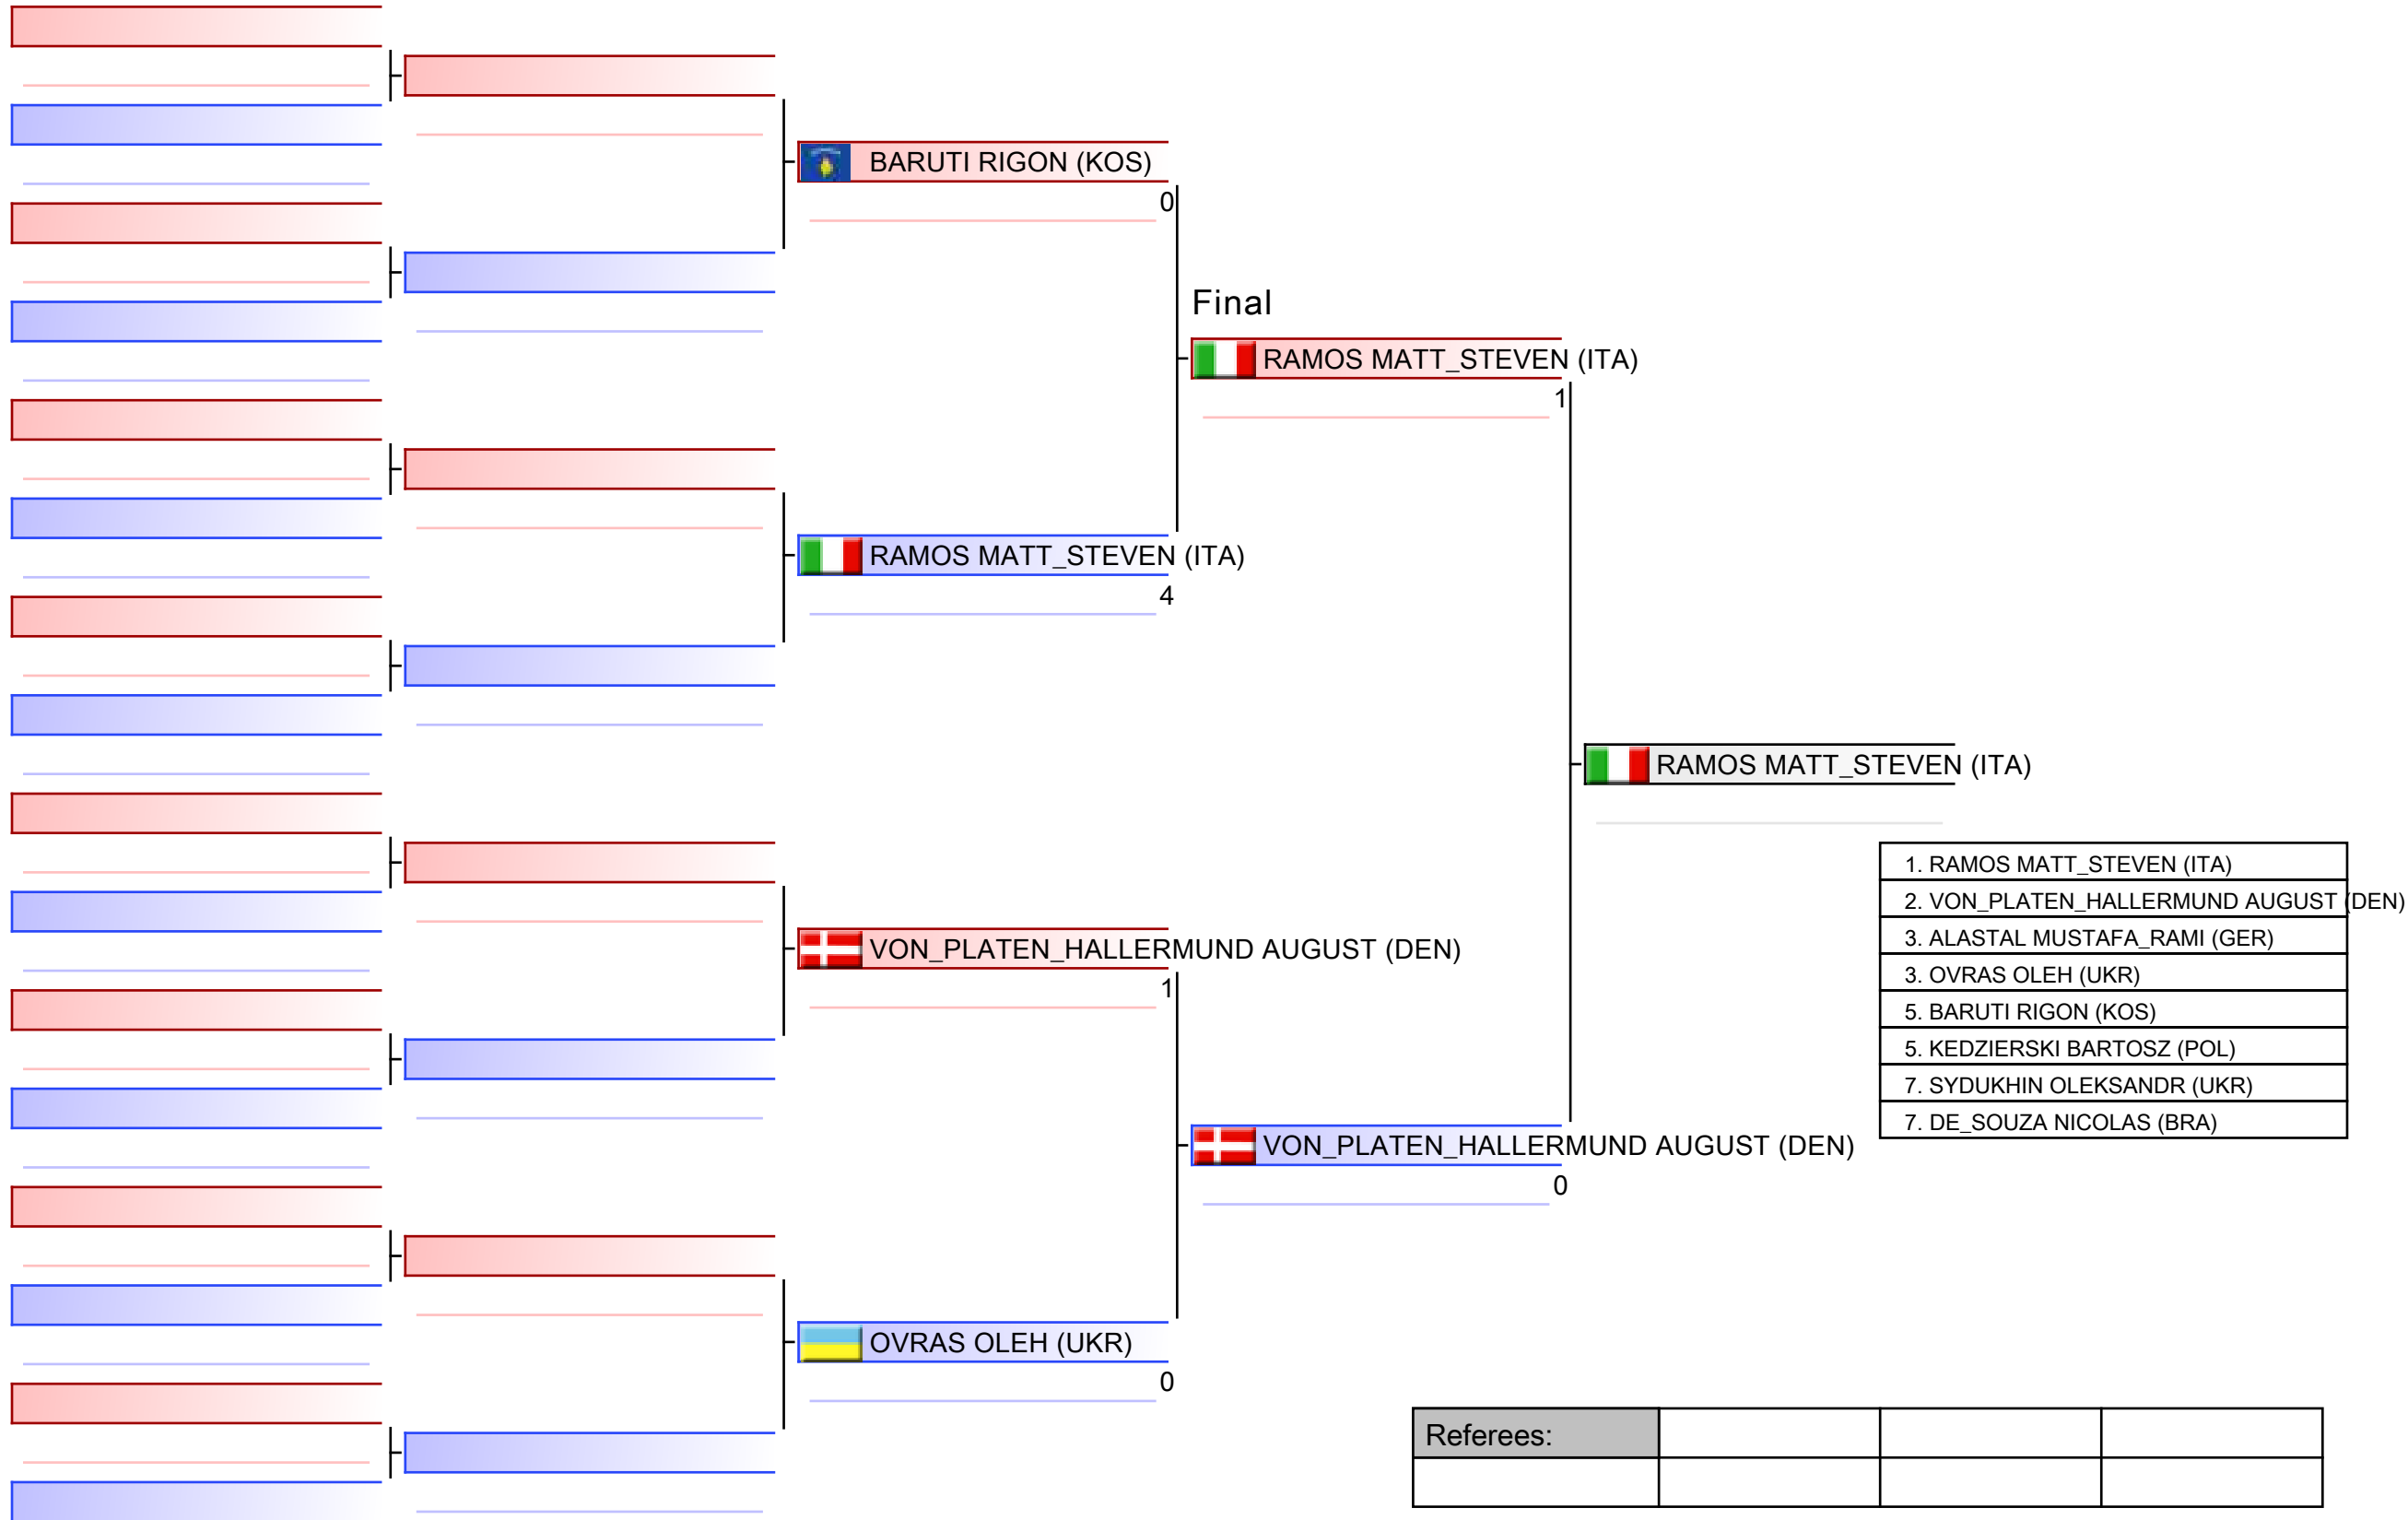 BARUTI RIGON (KOS)
0
Final
RAMOS MATT_STEVEN (ITA)
1
RAMOS MATT_STEVEN (ITA)
4
RAMOS MATT_STEVEN (ITA)
1. RAMOS MATT_STEVEN (ITA)
2. VON_PLATEN_HALLERMUND AUGUST (DEN)
3. ALASTAL MUSTAFA_RAMI (GER)
3. OVRAS OLEH (UKR)
5. BARUTI RIGON (KOS)
5. KEDZIERSKI BARTOSZ (POL)
7. SYDUKHIN OLEKSANDR (UKR)
7. DE_SOUZA NICOLAS (BRA)
VON_PLATEN_HALLERMUND AUGUST (DEN)
1
VON_PLATEN_HALLERMUND AUGUST (DEN)
0
OVRAS OLEH (UKR)
0
Referees: